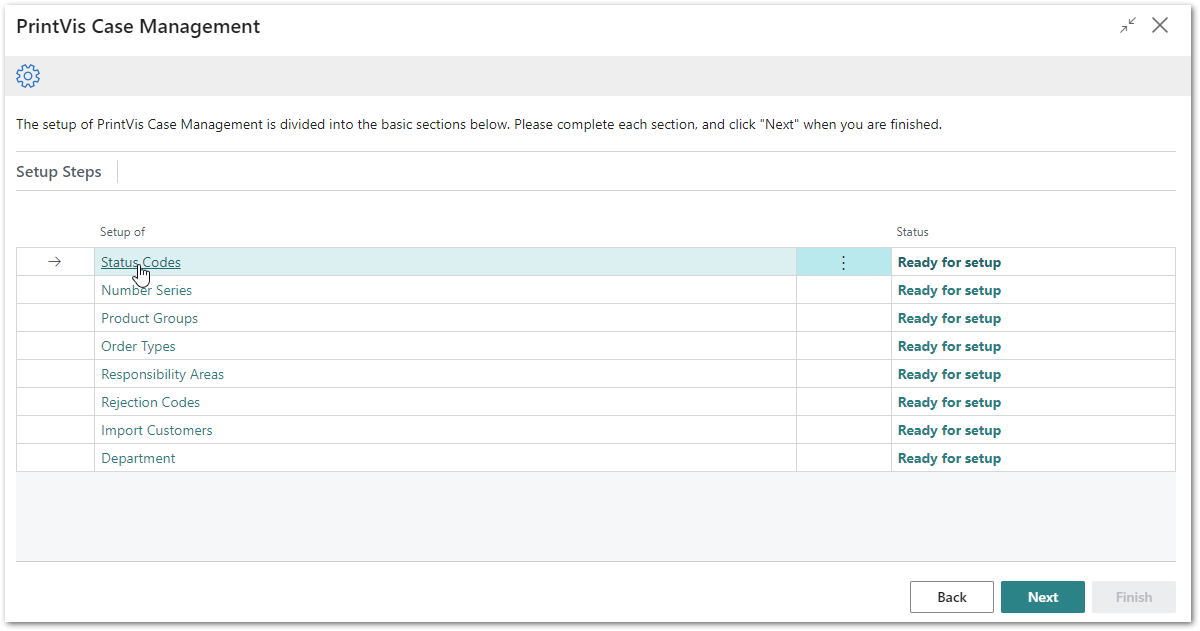 PrintVis Case Management
The setup of PrintVis Case Management is divided into the basic sections below. Please complete each section, and click "Next" when you are finished.
Setup Steps
Setup of Status
Status Codes Ready for setup
Number Series Ready for setup
Product Groups Ready for setup
Order Types Ready for setup
Responsibility Areas Ready for setup
Rejection Codes Ready for setup
Import Customers Ready for setup
Department Ready for setup
Back Next Finish